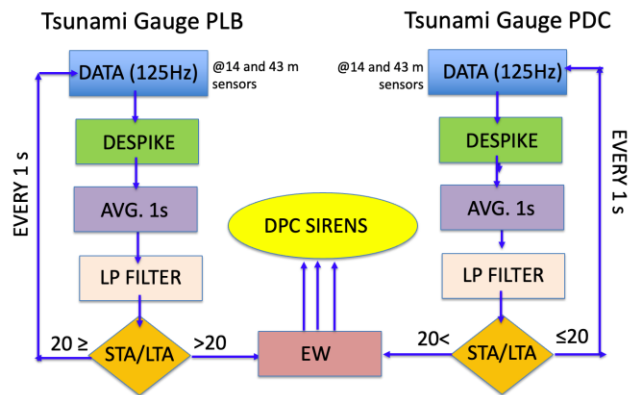 Tsunami Gauge PLB
DATA (125Hz)
@14 and 43 m
sensors
DESPIKE
AVG. 1s
LP FILTER
STA/LTA
20 ≥
>20
EVERY 1 s
DPC SIRENS
EW
Tsunami Gauge PDC
@14 and 43 m
sensors
DATA (125Hz)
DESPIKE
AVG. 1s
LP FILTER
STA/LTA
20<
≤20
EVERY 1 s